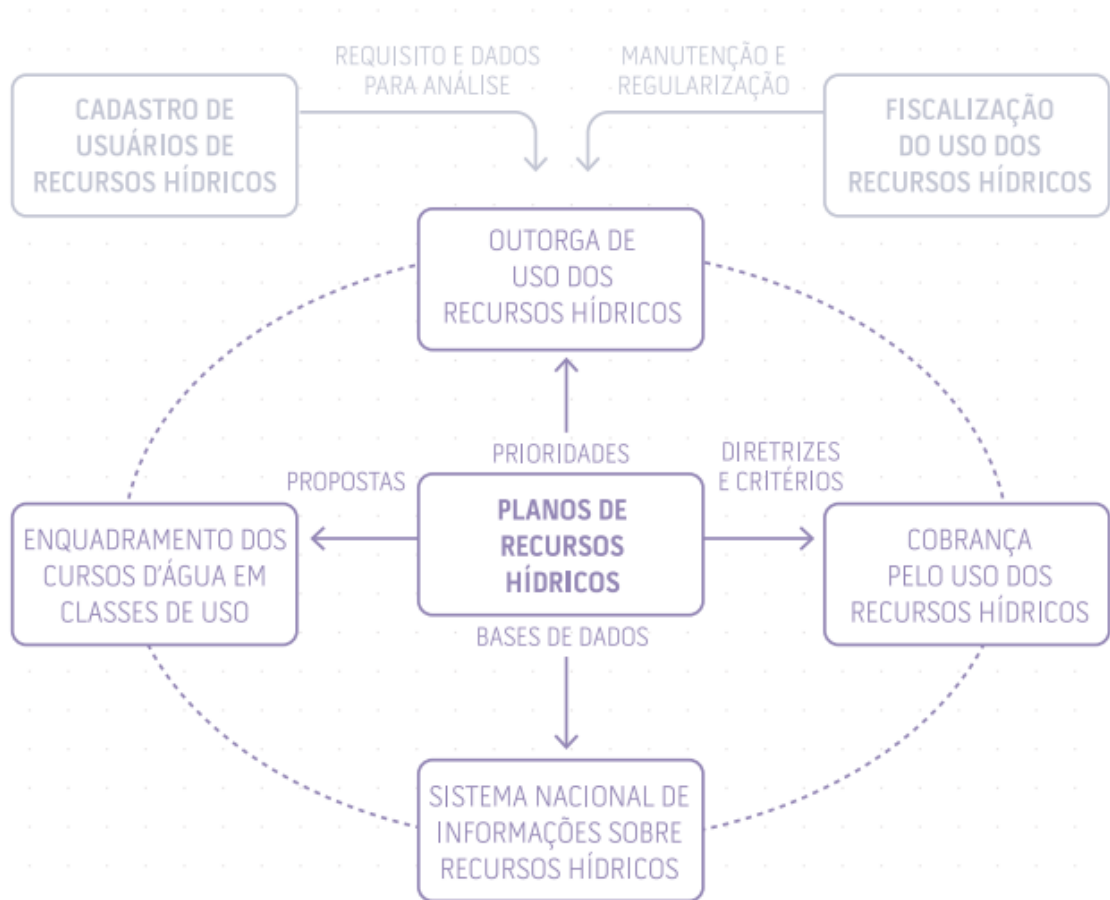 REQUISITO E DADOS
PARA ANÁLISE
MANUTENÇÃO E
REGULARIZAÇÃO
CADASTRO DE
USUÁRIOS DE
RECURSOS HÍDRICOS
FISCALIZAÇÃO
DO USO DOS
RECURSOS HÍDRICOS
OUTORGA DE
USO DOS
RECURSOS HÍDRICOS
PRIORIDADES
PROPOSTAS
DIRETRIZES
E CRITÉRIOS
ENQUADRAMENTO DOS
CURSOS D'ÁGUA EM
CLASSES DE USO
PLANOS DE
RECURSOS
HÍDRICOS
COBRANÇA
PELO USO DOS
RECURSOS HÍDRICOS
BASES DE DADOS
SISTEMA NACIONAL DE
INFORMAÇÕES SOBRE
RECURSOS HÍDRICOS